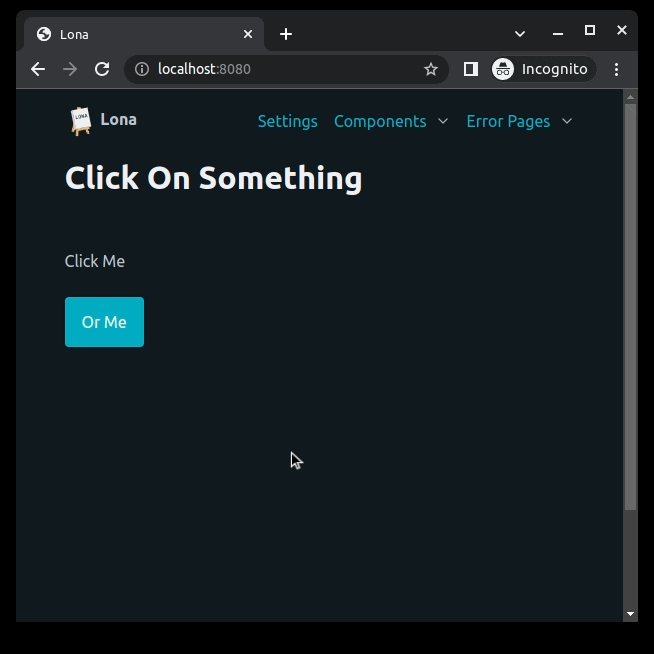 Lona
localhost:8080
Incognito
LONA
Lona
Settings
Components
Error Pages
Click On Something
Click Me
Or Me